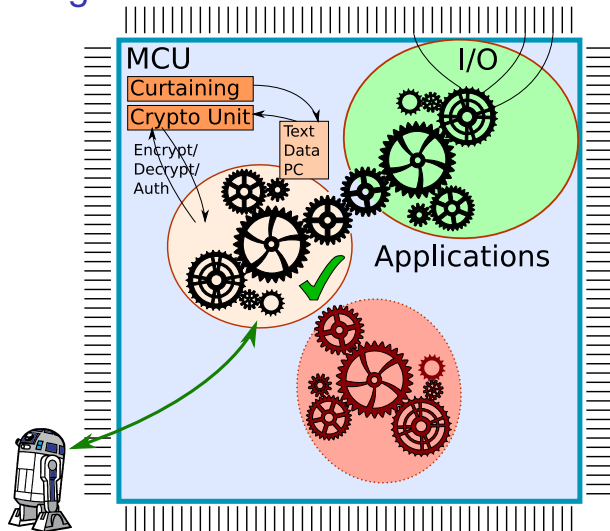 MCU
I/O
Curtaining
Crypto Unit
Text
Data
PC
Encrypt/
Decrypt/
Auth
Applications